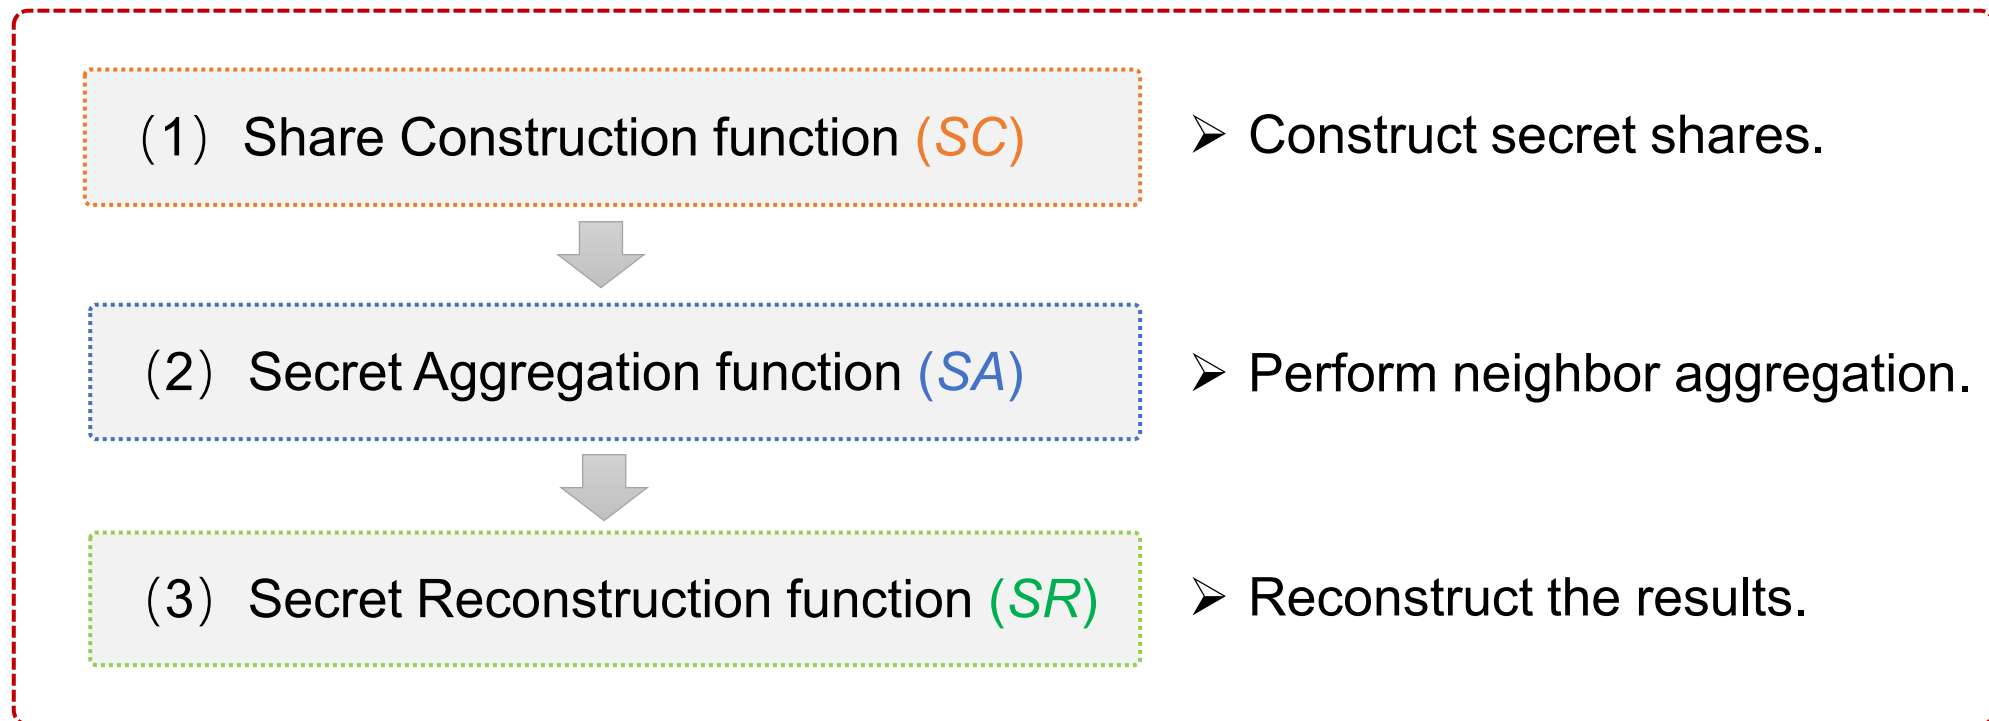 （1）Share Construction function (SC)
➢ Construct secret shares.
（2）Secret Aggregation function (SA)
➢ Perform neighbor aggregation.
（3）Secret Reconstruction function (SR)
➢ Reconstruct the results.